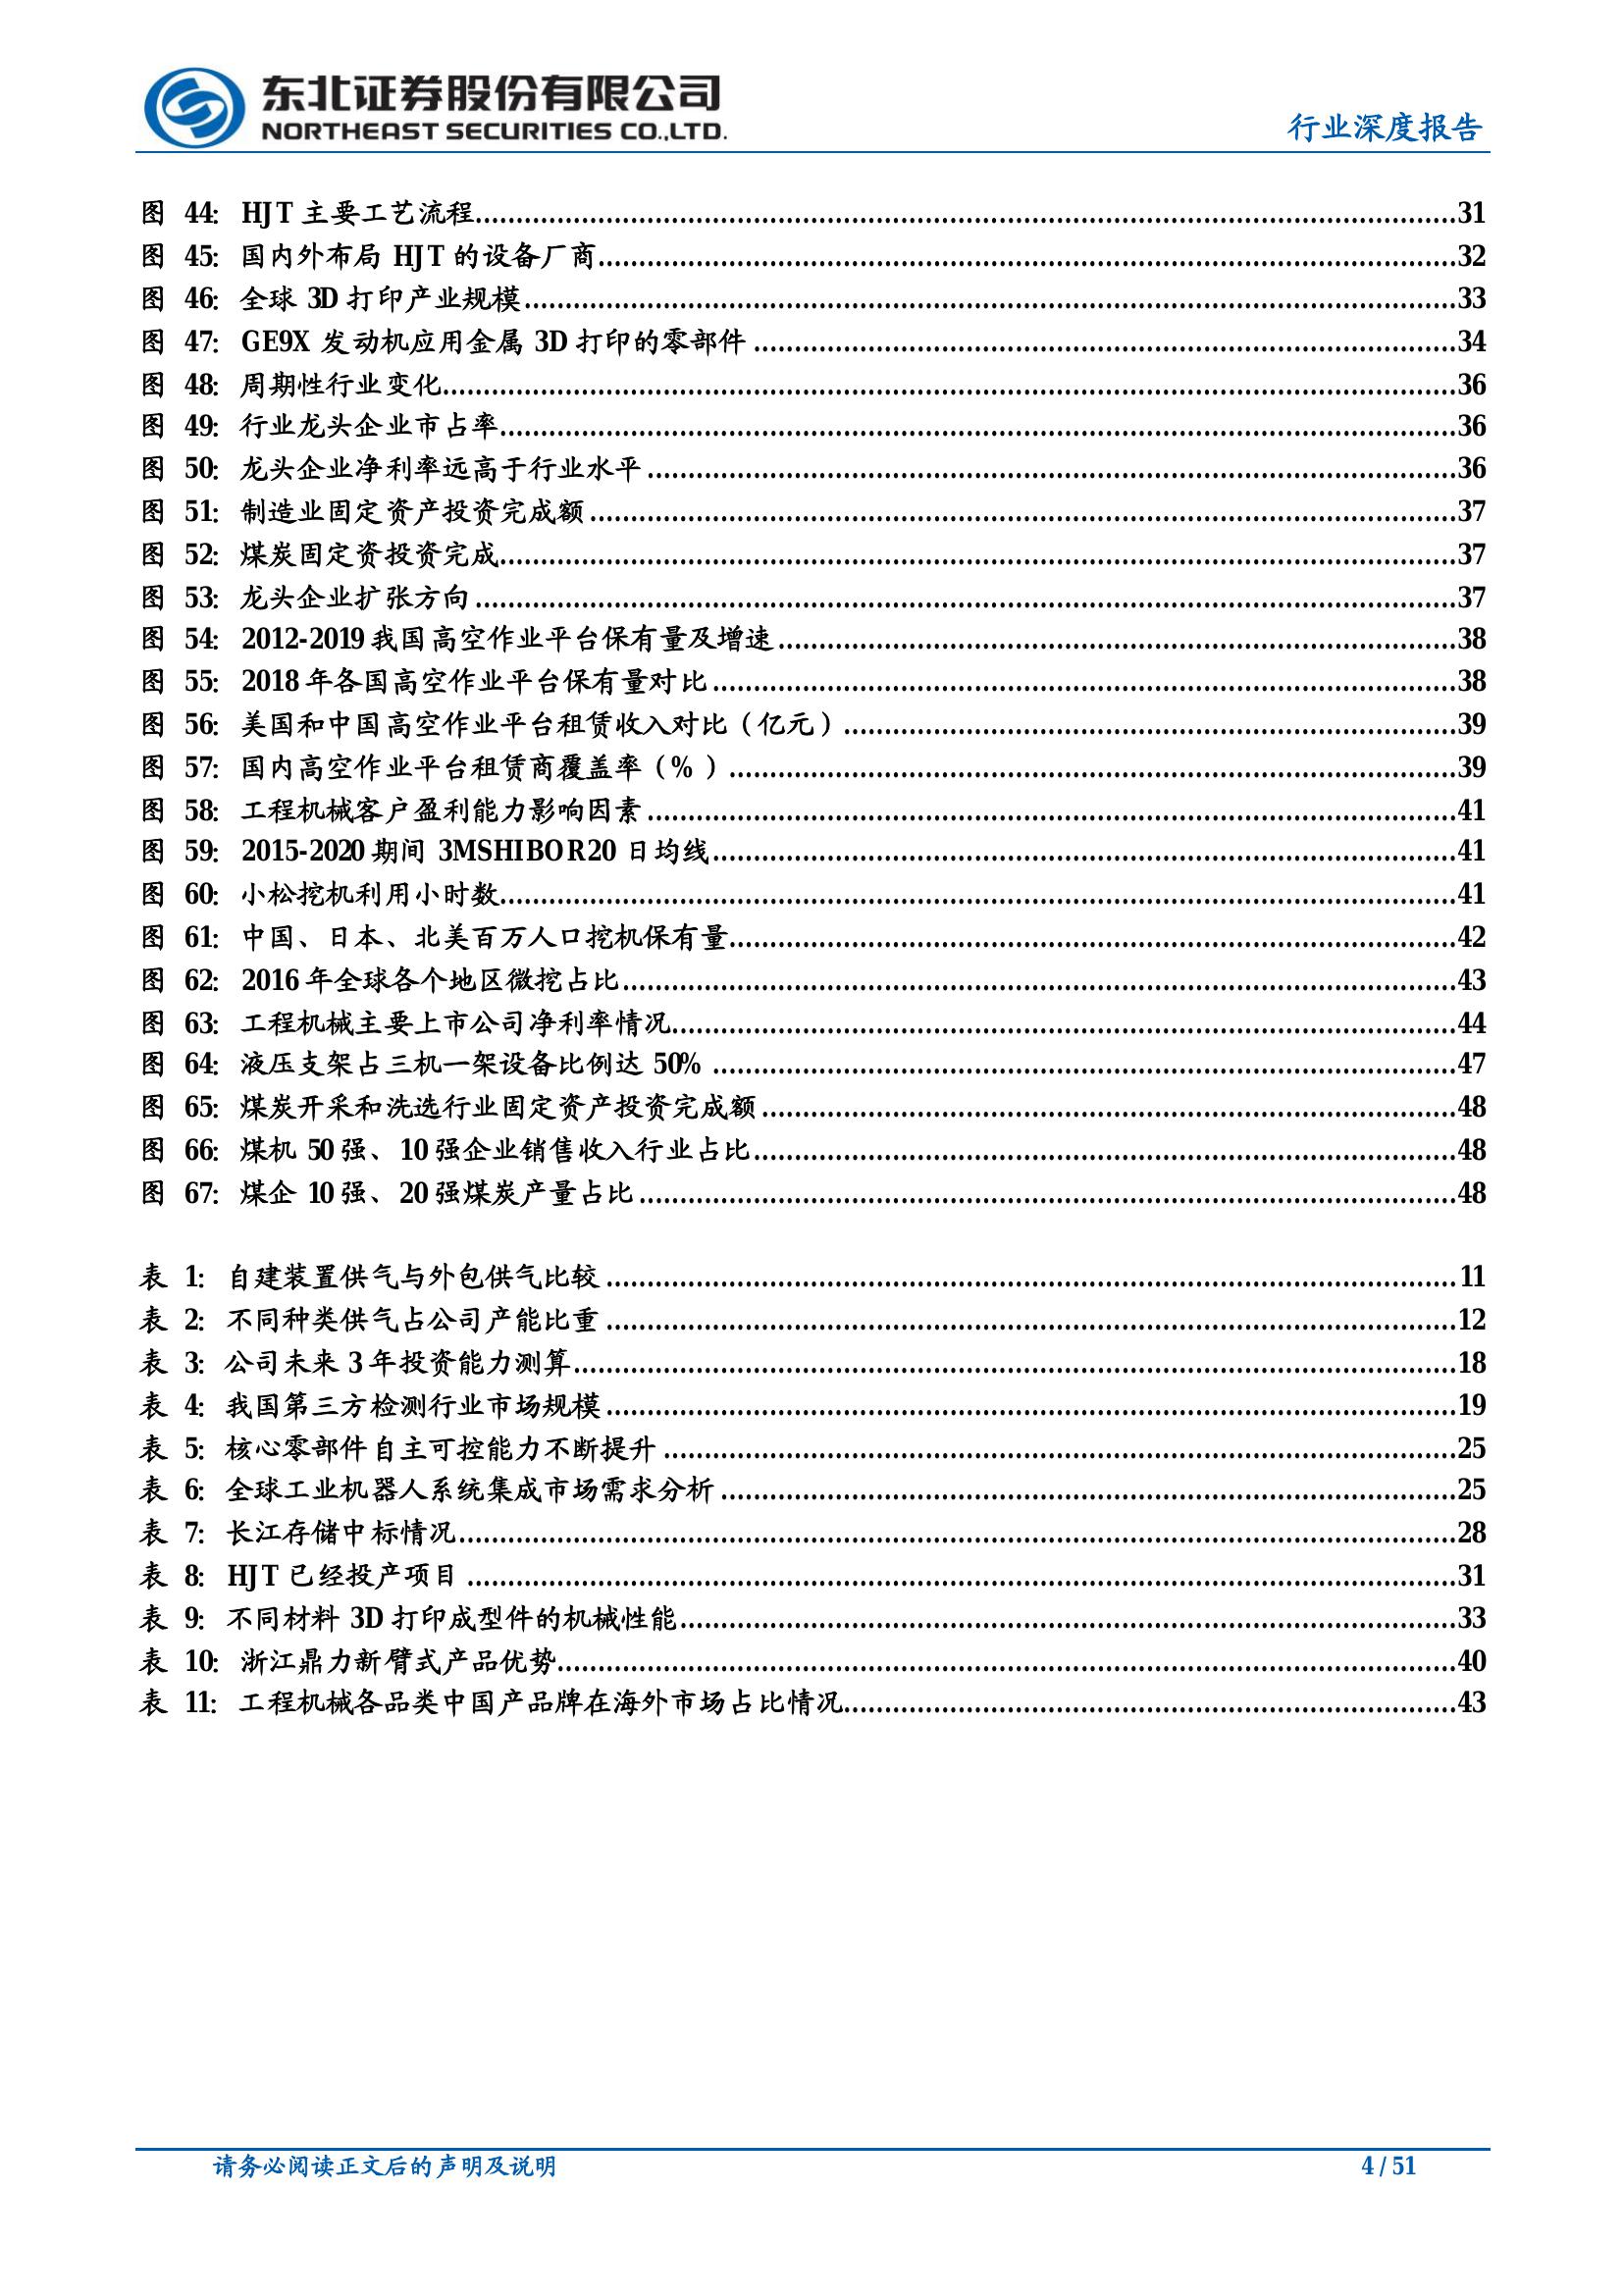 东北证券股份有限公司
NORTHEAST SECURITIES CO.,LTD.
行业深度报告
图 44: HJT 主要工艺流程....................31
图 45: 国内外布局 HJT 的设备厂商....................32
图 46: 全球 3D 打印产业规模....................33
图 47: GE9X 发动机应用金属 3D 打印的零部件....................34
图 48: 周期性行业变化....................36
图 49: 行业龙头企业市占率....................36
图 50: 龙头企业净利率远高于行业水平....................36
图 51: 制造业固定资产投资完成额....................37
图 52: 煤炭固定资投资完成....................37
图 53: 龙头企业扩张方向....................37
图 54: 2012-2019 我国高空作业平台保有量及增速....................38
图 55: 2018 年各国高空作业平台保有量对比....................38
图 56: 美国和中国高空作业平台租赁收入对比（亿元）....................39
图 57: 国内高空作业平台租赁商覆盖率（%）....................39
图 58: 工程机械客户盈利能力影响因素....................41
图 59: 2015-2020 期间 3MSHIBOR20 日均线....................41
图 60: 小松挖机利用小时数....................41
图 61: 中国、日本、北美百万人口挖机保有量....................42
图 62: 2016 年全球各个地区微挖占比....................43
图 63: 工程机械主要上市公司净利率情况....................44
图 64: 液压支架占三机一架设备比例达 50%....................47
图 65: 煤炭开采和洗选行业固定资产投资完成额....................48
图 66: 煤机 50 强、10 强企业销售收入行业占比....................48
图 67: 煤企 10 强、20 强煤炭产量占比....................48
表 1: 自建装置供气与外包供气比较....................11
表 2: 不同种类供气占公司产能比重....................12
表 3: 公司未来 3 年投资能力测算....................18
表 4: 我国第三方检测行业市场规模....................19
表 5: 核心零部件自主可控能力不断提升....................25
表 6: 全球工业机器人系统集成市场需求分析....................25
表 7: 长江存储中标情况....................28
表 8: HJT 已经投产项目....................31
表 9: 不同材料 3D 打印成型件的机械性能....................33
表 10: 浙江鼎力新臂式产品优势....................40
表 11: 工程机械各品类中国产品牌在海外市场占比情况....................43
请务必阅读正文后的声明及说明
4 / 51